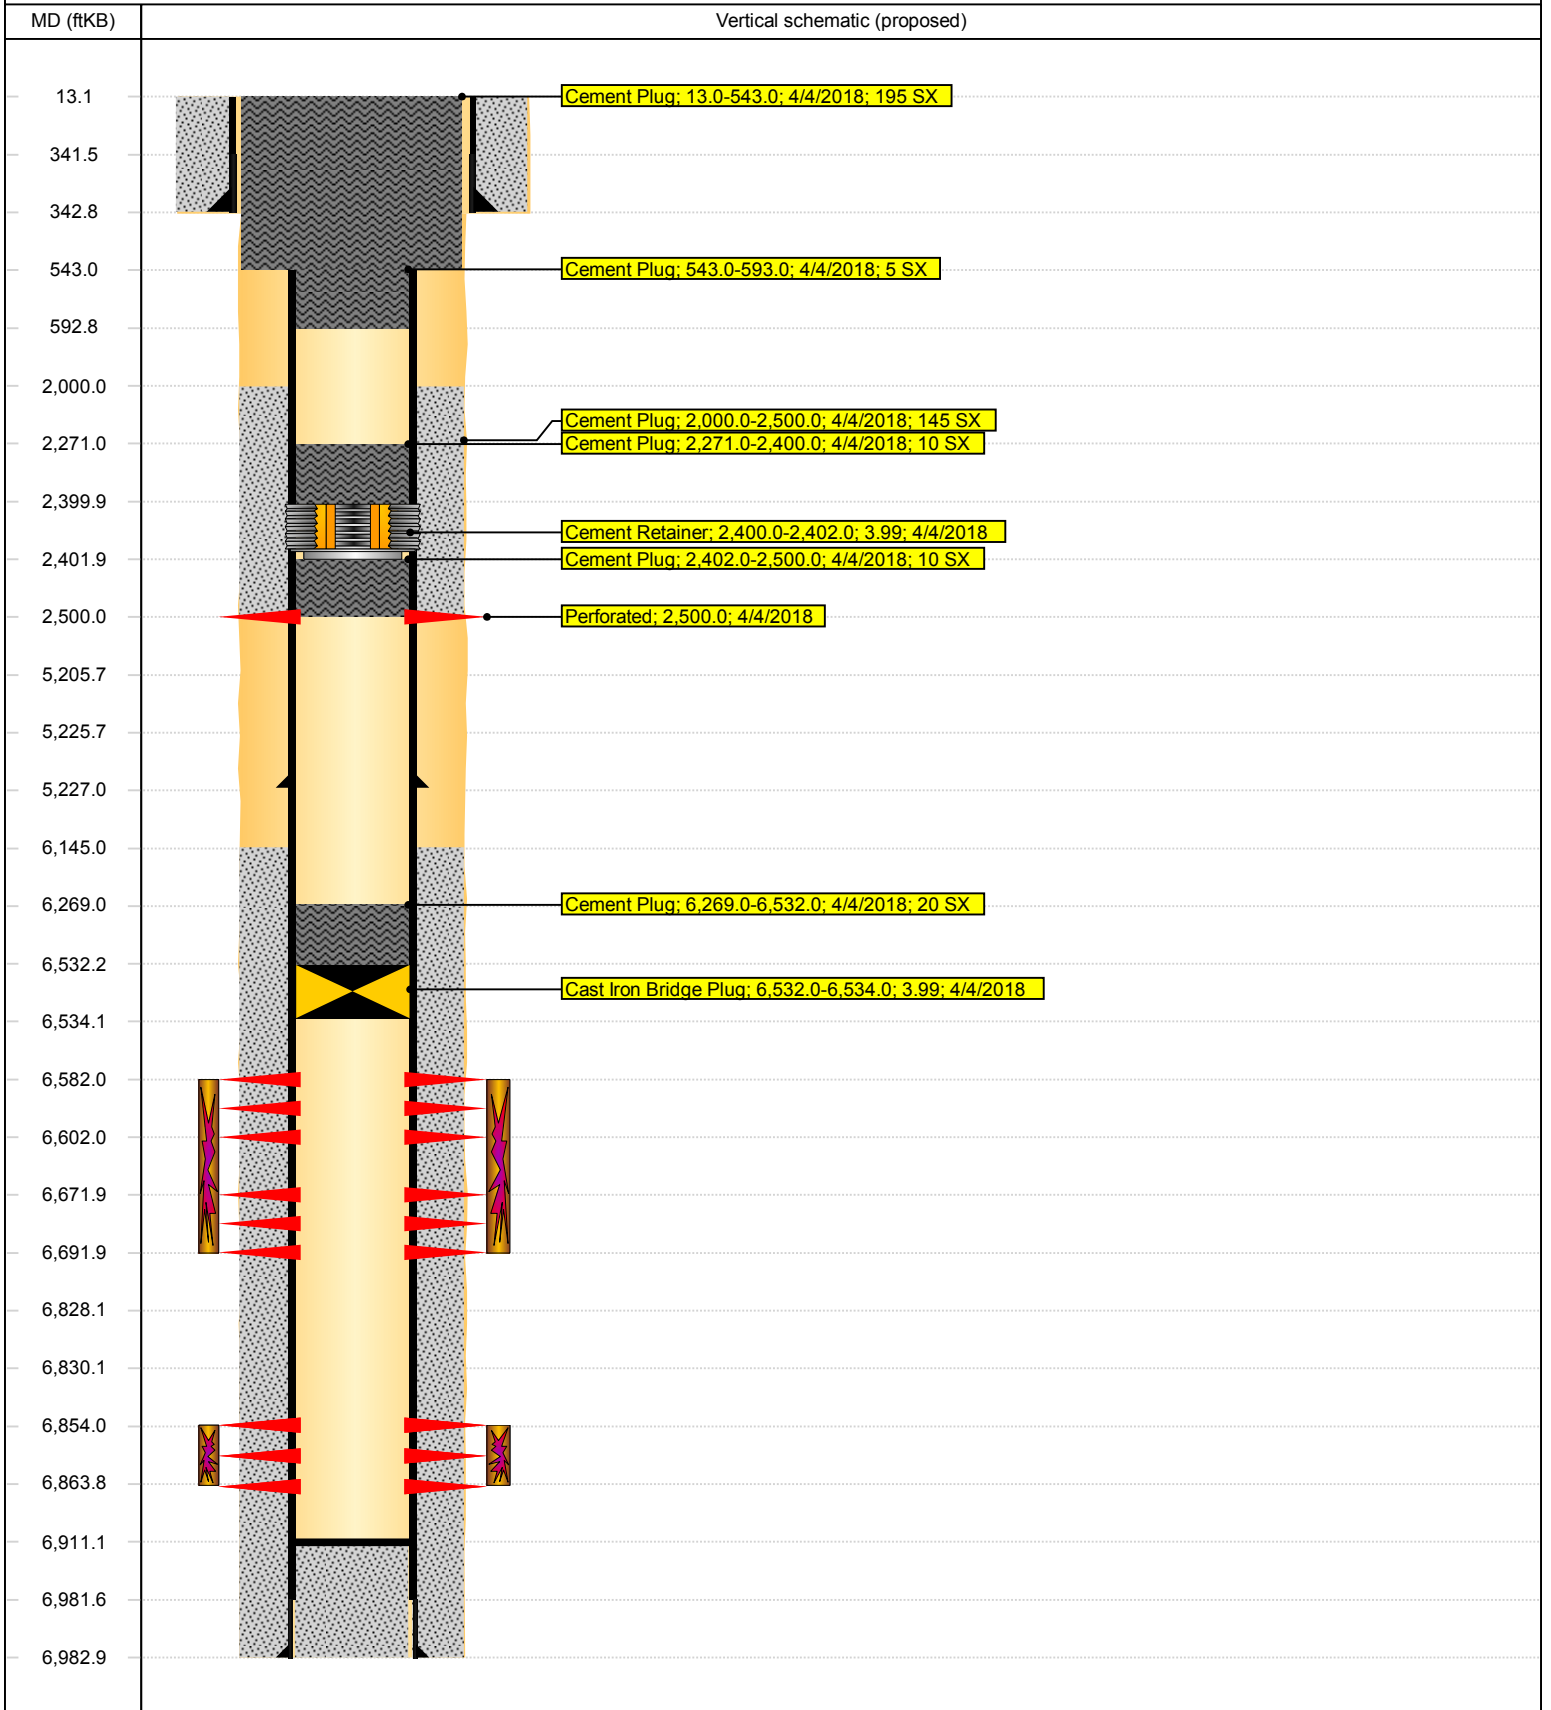 MD (ftKB)
Vertical schematic (proposed)
13.1
Cement Plug; 13.0-543.0; 4/4/2018; 195 SX
341.5
342.8
543.0
Cement Plug; 543.0-593.0; 4/4/2018; 5 SX
592.8
2,000.0
Cement Plug; 2,000.0-2,500.0; 4/4/2018; 145 SX
2,271.0
Cement Plug; 2,271.0-2,400.0; 4/4/2018; 10 SX
2,399.9
Cement Retainer; 2,400.0-2,402.0; 3.99; 4/4/2018
2,401.9
Cement Plug; 2,402.0-2,500.0; 4/4/2018; 10 SX
2,500.0
Perforated; 2,500.0; 4/4/2018
5,205.7
5,225.7
5,227.0
6,145.0
6,269.0
Cement Plug; 6,269.0-6,532.0; 4/4/2018; 20 SX
6,532.2
Cast Iron Bridge Plug; 6,532.0-6,534.0; 3.99; 4/4/2018
6,534.1
6,582.0
6,602.0
6,671.9
6,691.9
6,828.1
6,830.1
6,854.0
6,863.8
6,911.1
6,981.6
6,982.9